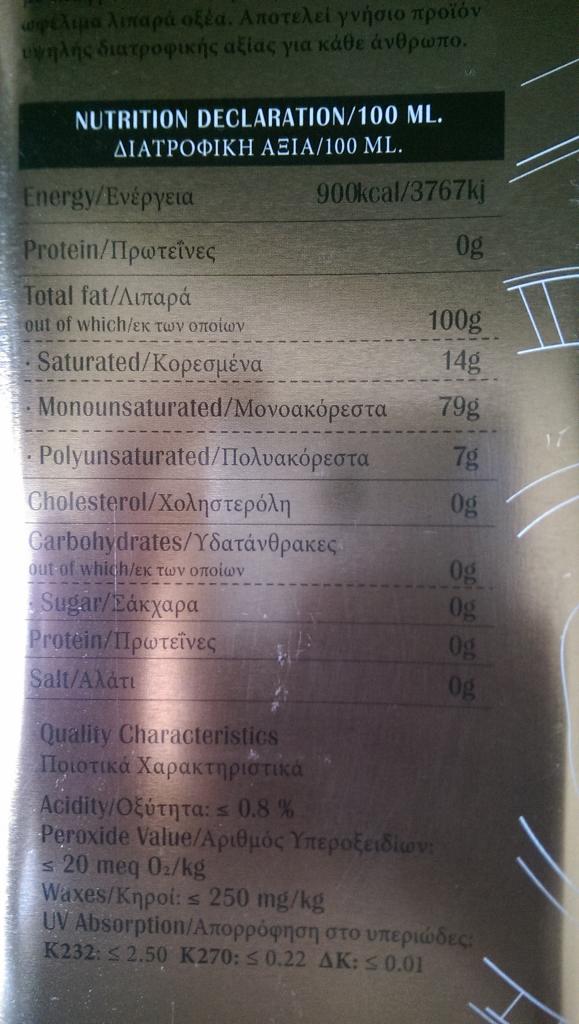 ωφέλιμα λιπαρά οξέα. Αποτελεί γνήσιο προϊόν
υψηλής διατροφικής αξίας για κάθε άνθρωπο.
NUTRITION DECLARATION/100 ML.
ΔΙΑΤΡΟΦΙΚΗ ΑΞΙΑ/100 ML.
Energy/Ενέργεια 900kcal/3767kj
Protein/Πρωτεΐνες 0g
Total fat/Λιπαρά
out of which/εκ των οποίων 100g
· Saturated/Κορεσμένα 14g
· Monounsaturated/Μονοακόρεστα 79g
· Polyunsaturated/Πολυακόρεστα 7g
Cholesterol/Χοληστερόλη 0g
Carbohydrates/Υδατάνθρακες
out of which/εκ των οποίων 0g
· Sugar/Σάκχαρα 0g
Protein/Πρωτεΐνες 0g
Salt/Αλάτι 0g
Quality Characteristics
Ποιοτικά Χαρακτηριστικά
Acidity/Οξύτητα: ≤ 0.8 %
Peroxide Value/Αριθμός Υπεροξειδίων:
≤ 20 meq O₂/kg
Waxes/Κηροί: ≤ 250 mg/kg
UV Absorption/Απορρόφηση στο υπεριώδες:
K232: ≤ 2.50 K270: ≤ 0.22 ΔK: ≤ 0.01